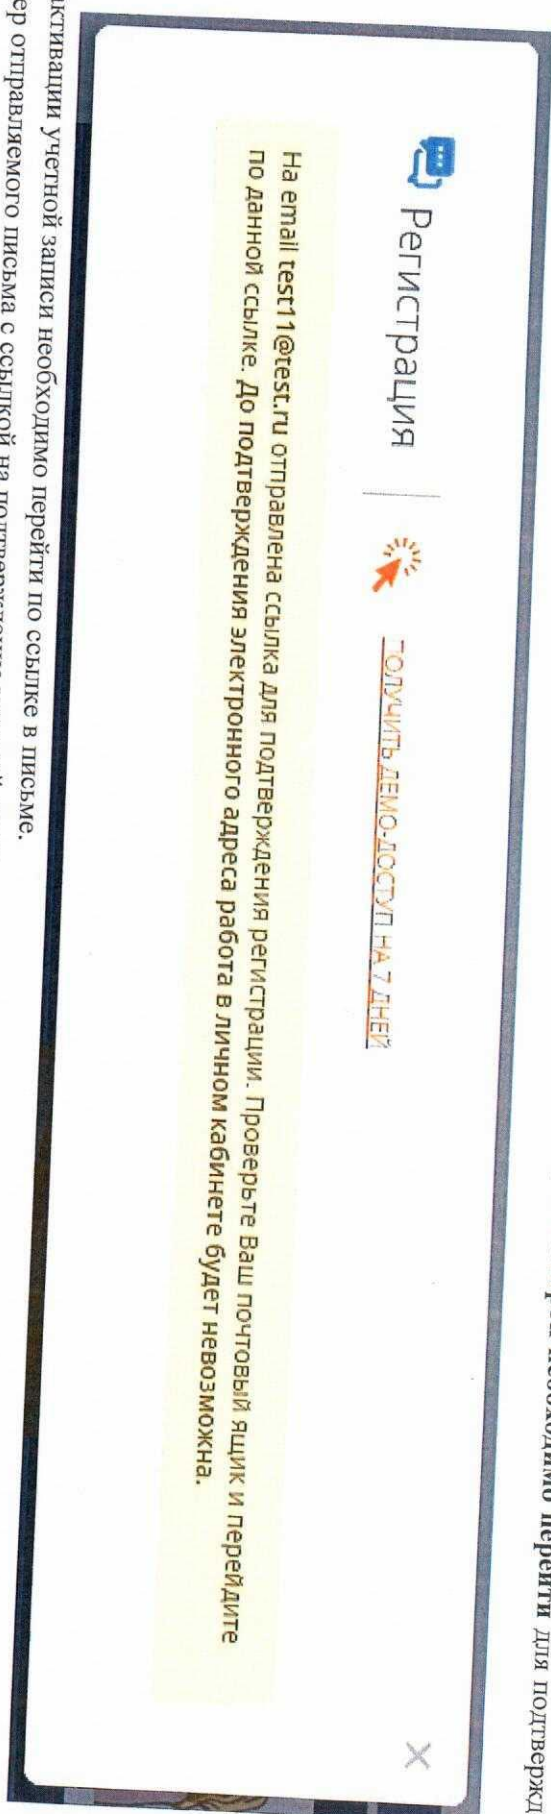 необходимо перейти для подтвержд
Регистрация
ПОЛУЧИТЬ ДЕМО-ДОСТУП НА 7 ДНЕЙ
На email test11@test.ru отправлена ссылка для подтверждения регистрации. Проверьте Ваш почтовый ящик и перейдите
по данной ссылке. До подтверждения электронного адреса работа в личном кабинете будет невозможна.
активации учетной записи необходимо перейти по ссылке в письме.
ер отправляемого письма с ссылкой на